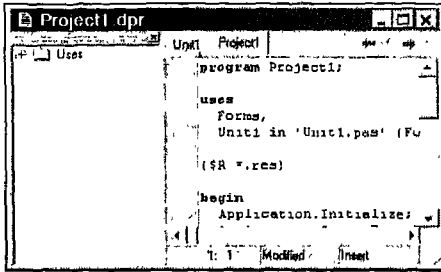 Project1.dpr
Uses
Unit1 Project1
program Project1;
uses
Forms,
Unit1 in 'Unit1.pas' {Fo
{$R *.res}
begin
Application.Initialize;
1: 1 Modified Insert